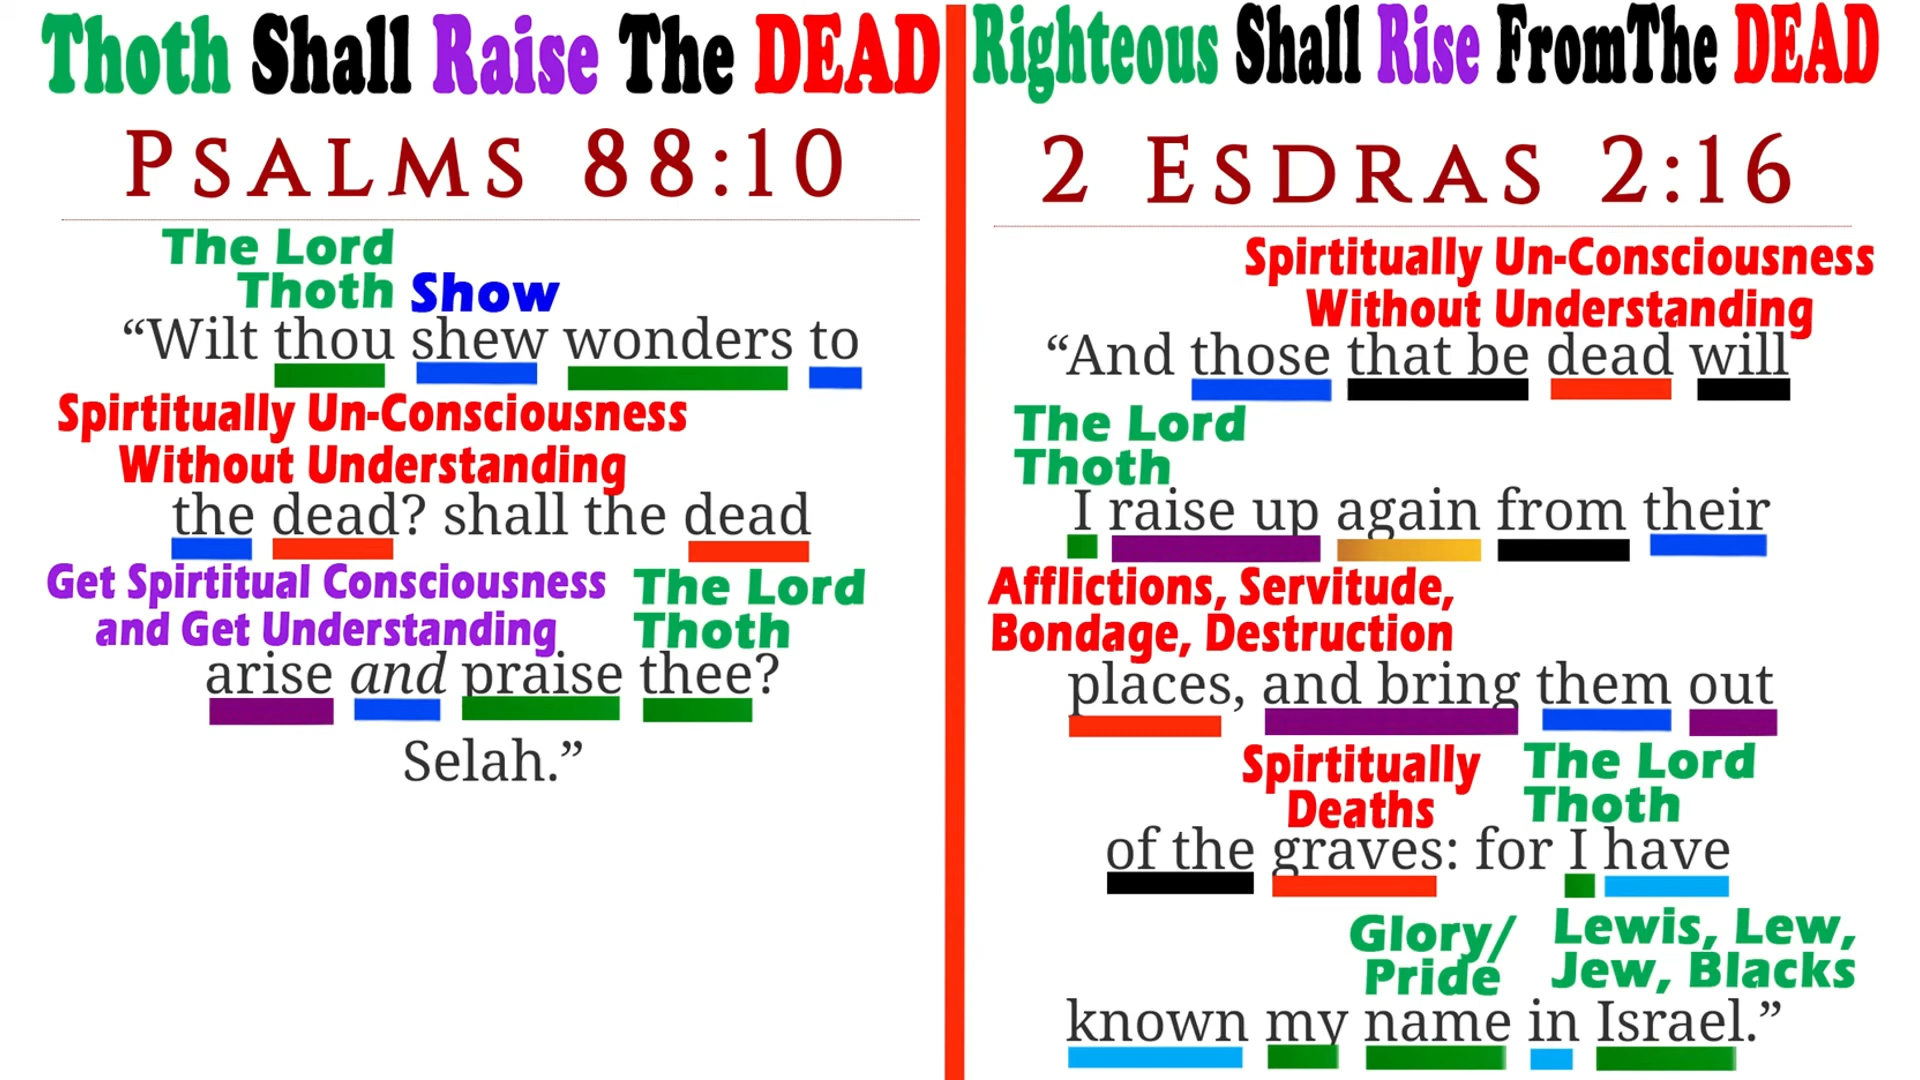 Thoth Shall Raise The DEAD
PSALMS 88:10
The Lord
Thoth Show
“Wilt thou shew wonders to
Spirtitually Un-Consciousness
Without Understanding
the dead? shall the dead
Get Spirtitual Consciousness
and Get Understanding
The Lord
Thoth
arise and praise thee?
Selah.”
Righteous Shall Rise FromThe DEAD
2 ESDRAS 2:16
Spirtitually Un-Consciousness
Without Understanding
“And those that be dead will
The Lord
Thoth
I raise up again from their
Afflictions, Servitude,
Bondage, Destruction
places, and bring them out
Spirtitually
Deaths
The Lord
Thoth
of the graves: for I have
Glory/
Pride
Lewis, Lew,
Jew, Blacks
known my name in Israel.”